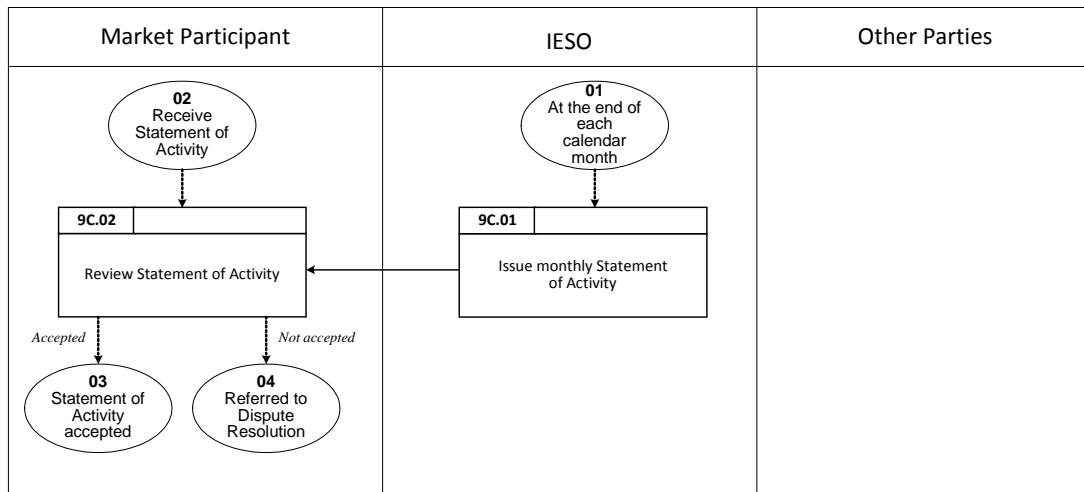 Market Participant
IESO
Other Parties
02
Receive
Statement of
Activity
01
At the end of
each
calendar
month
9C.02
Review Statement of Activity
9C.01
Issue monthly Statement
of Activity
Accepted
Not accepted
03
Statement of
Activity
accepted
04
Referred to
Dispute
Resolution